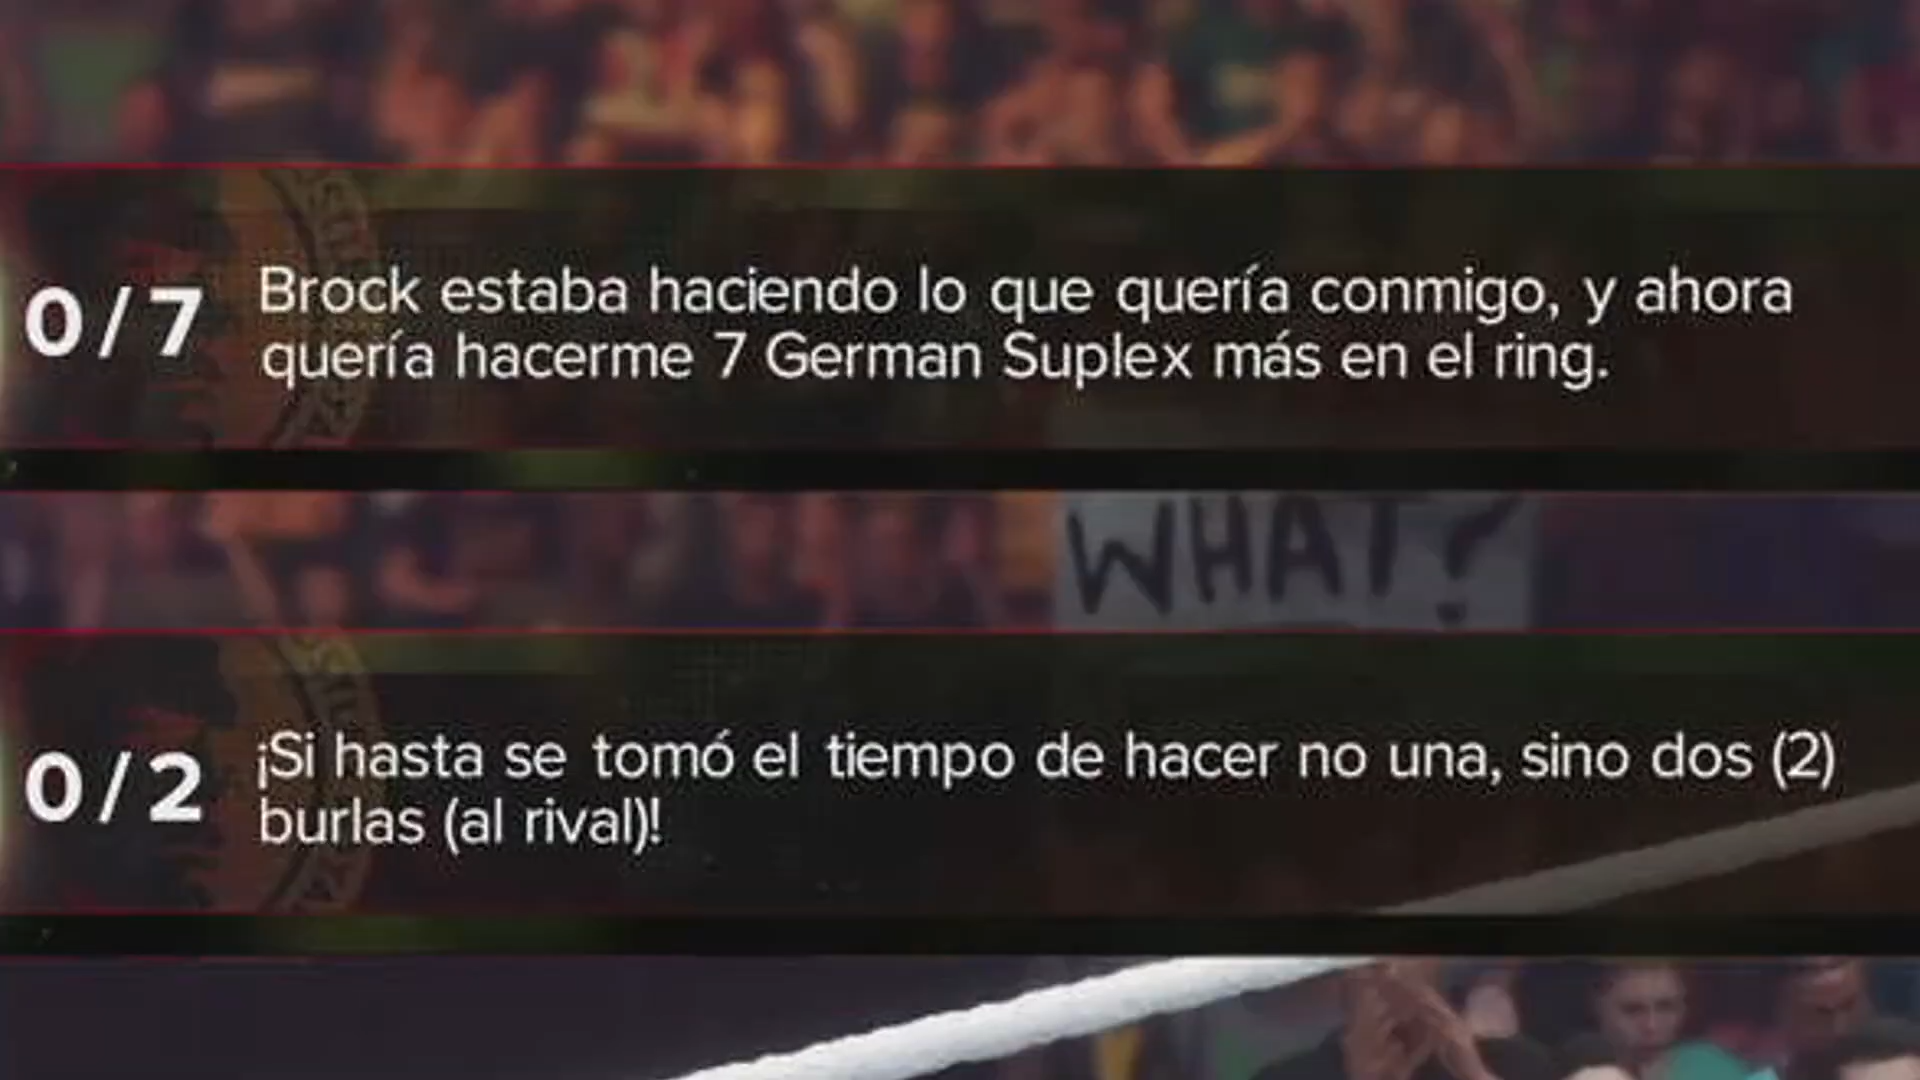 0/7
Brock estaba haciendo lo que quería conmigo, y ahora
quería hacerme 7 German Suplex más en el ring.
WHAT?
0/2
¡Si hasta se tomó el tiempo de hacer no una, sino dos (2)
burlas (al rival)!